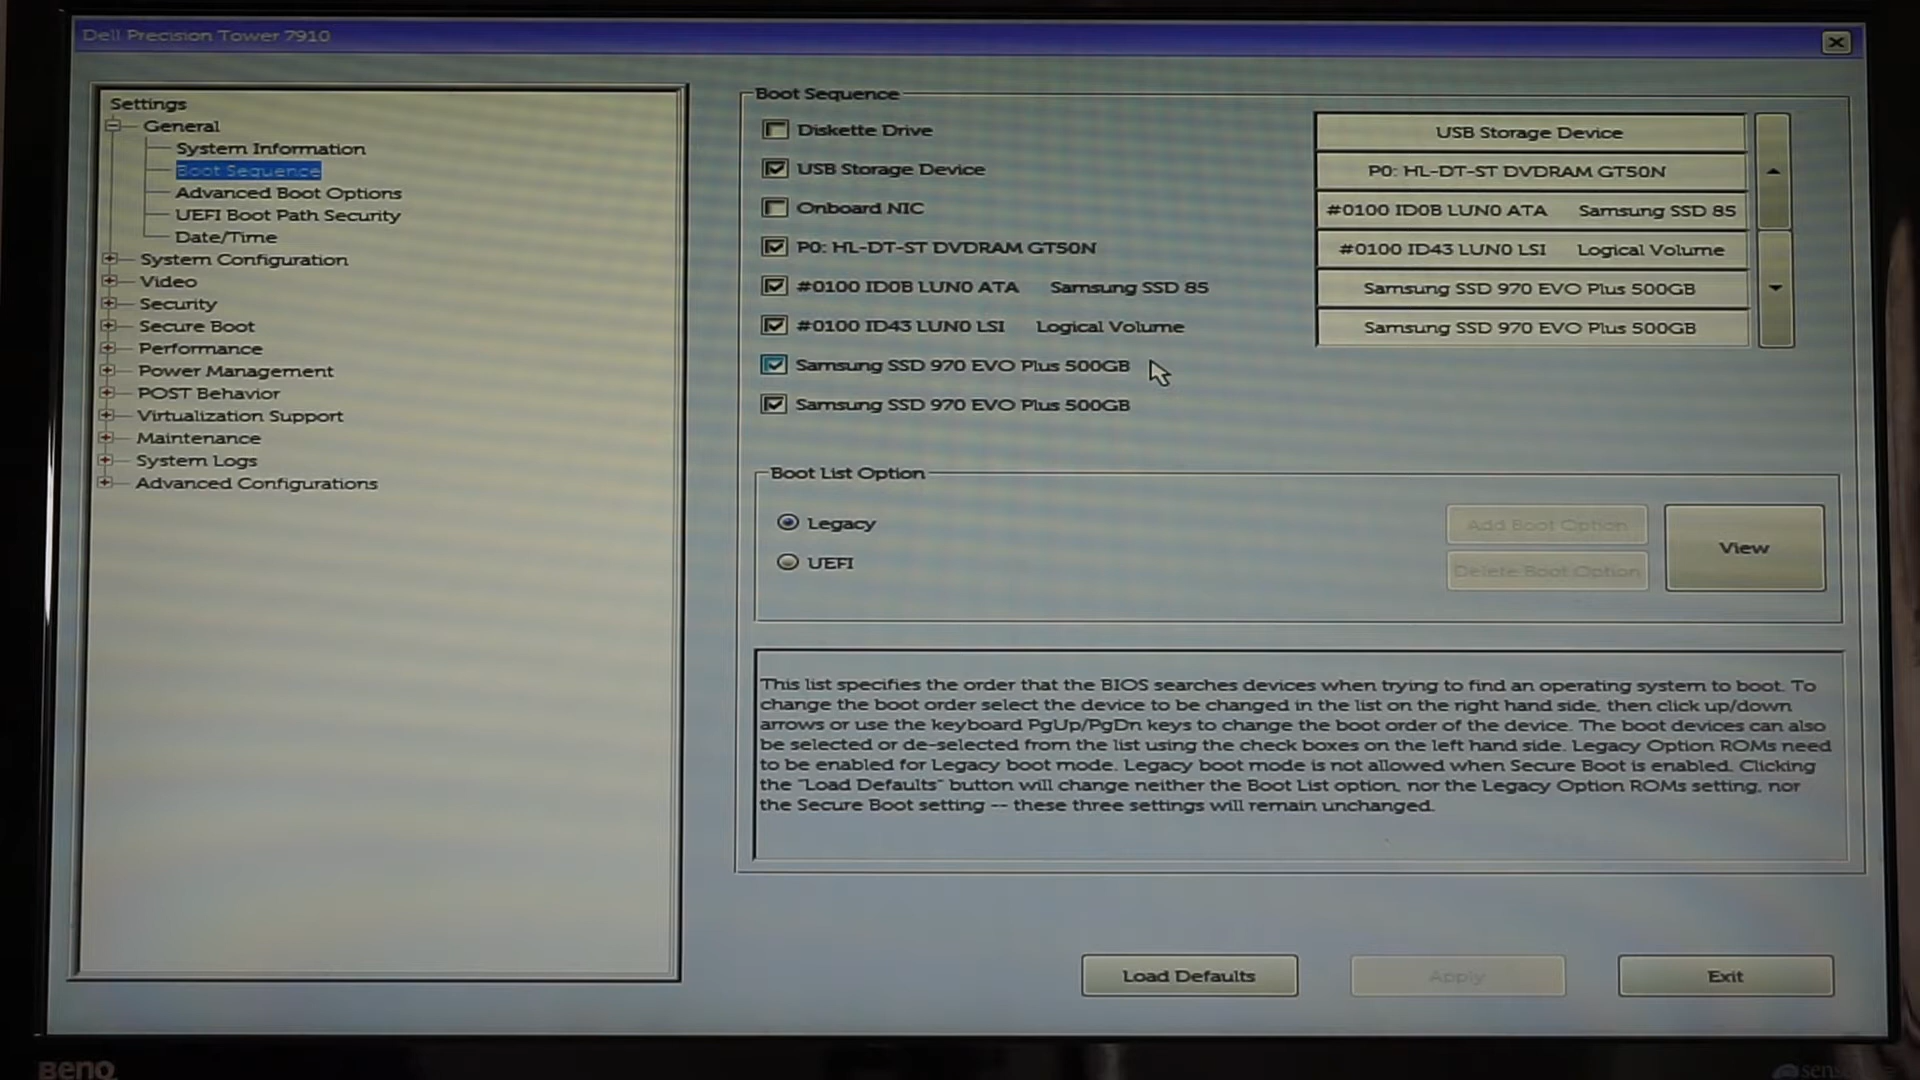 Dell Precision Tower 7910
Settings
General
System Information
Boot Sequence
Advanced Boot Options
UEFI Boot Path Security
Date/Time
System Configuration
Video
Security
Secure Boot
Performance
Power Management
POST Behavior
Virtualization Support
Maintenance
System Logs
Advanced Configurations
Boot Sequence
Diskette Drive
USB Storage Device
Onboard NIC
P0: HL-DT-ST DVDRAM GT50N
#0100 ID0B LUN0 ATA Samsung SSD 85
#0100 ID43 LUN0 LSI Logical Volume
Samsung SSD 970 EVO Plus 500GB
Samsung SSD 970 EVO Plus 500GB
USB Storage Device
P0: HL-DT-ST DVDRAM GT50N
#0100 ID0B LUN0 ATA Samsung SSD 85
#0100 ID43 LUN0 LSI Logical Volume
Samsung SSD 970 EVO Plus 500GB
Samsung SSD 970 EVO Plus 500GB
Boot List Option
Legacy
UEFI
Add Boot Option
Delete Boot Option
View
This list specifies the order that the BIOS searches devices when trying to find an operating system to boot. To
change the boot order select the device to be changed in the list on the right hand side, then click up/down
arrows or use the keyboard PgUp/PgDn keys to change the boot order of the device. The boot devices can also
be selected or de-selected from the list using the check boxes on the left hand side. Legacy Option ROMs need
to be enabled for Legacy boot mode. Legacy boot mode is not allowed when Secure Boot is enabled. Clicking
the "Load Defaults" button will change neither the Boot List option, nor the Legacy Option ROMs setting, nor
the Secure Boot setting -- these three settings will remain unchanged.
Load Defaults
Apply
Exit
BenQ